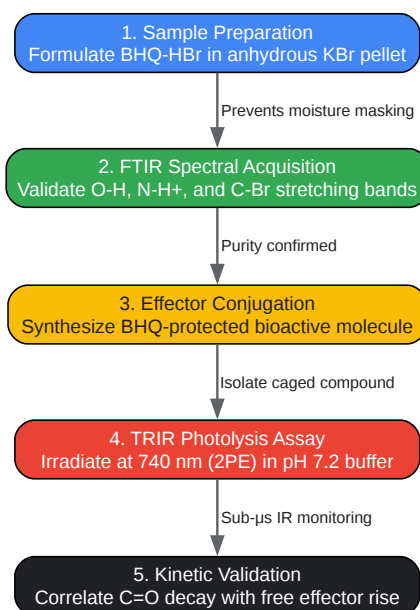 1. Sample Preparation
Formulate BHQ-HBr in anhydrous KBr pellet
Prevents moisture masking
2. FTIR Spectral Acquisition
Validate O-H, N-H+, and C-Br stretching bands
Purity confirmed
3. Effector Conjugation
Synthesize BHQ-protected bioactive molecule
Isolate caged compound
4. TRIR Photolysis Assay
Irradiate at 740 nm (2PE) in pH 7.2 buffer
Sub-μs IR monitoring
5. Kinetic Validation
Correlate C=O decay with free effector rise